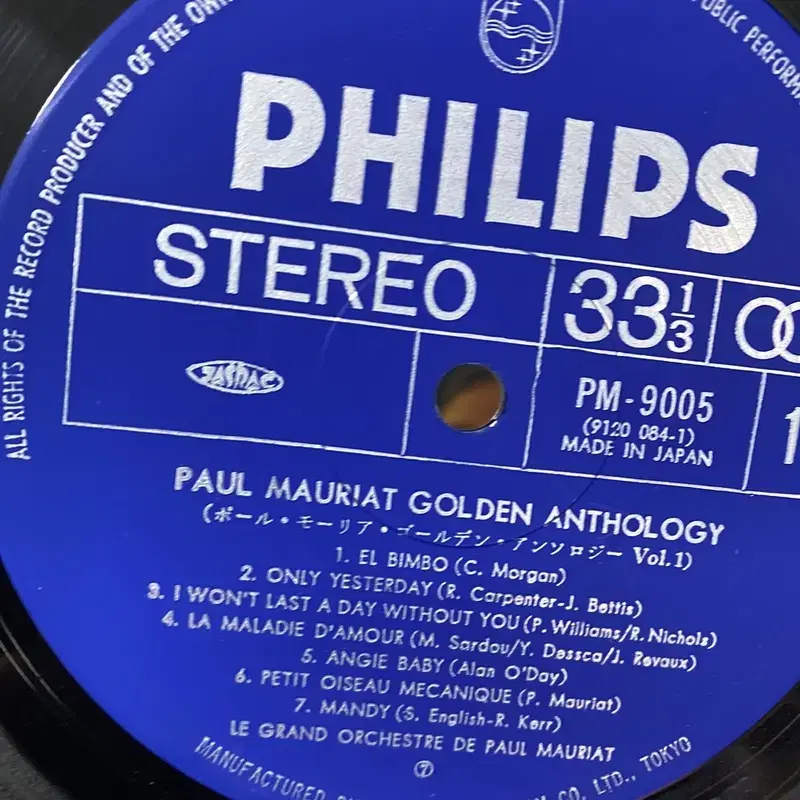 ALL RIGHTS OF THE RECORD PRODUCER AND OF THE
PUBLIC
PHILIPS
STEREO
33 1/3
JASRAC
PM-9005
(9120 084-1)
MADE IN JAPAN
1
PAUL MAURIAT GOLDEN ANTHOLOGY
(ポール・モーリア・ゴールデン・アンソロジー Vol.1)
1. EL BIMBO (C. Morgan)
2. ONLY YESTERDAY (R. Carpenter-J. Bettis)
3. I WON'T LAST A DAY WITHOUT YOU (P. Williams/R. Nichols)
4. LA MALADIE D'AMOUR (M. Sardou/Y. Dessca/J. Revaux)
5. ANGIE BABY (Alan O'Day)
6. PETIT OISEAU MECANIQUE (P. Mauriat)
7. MANDY (S. English-R. Kerr)
LE GRAND ORCHESTRE DE PAUL MAURIAT
⑦
MANUFACTURED
CO. LTD., TOKYO